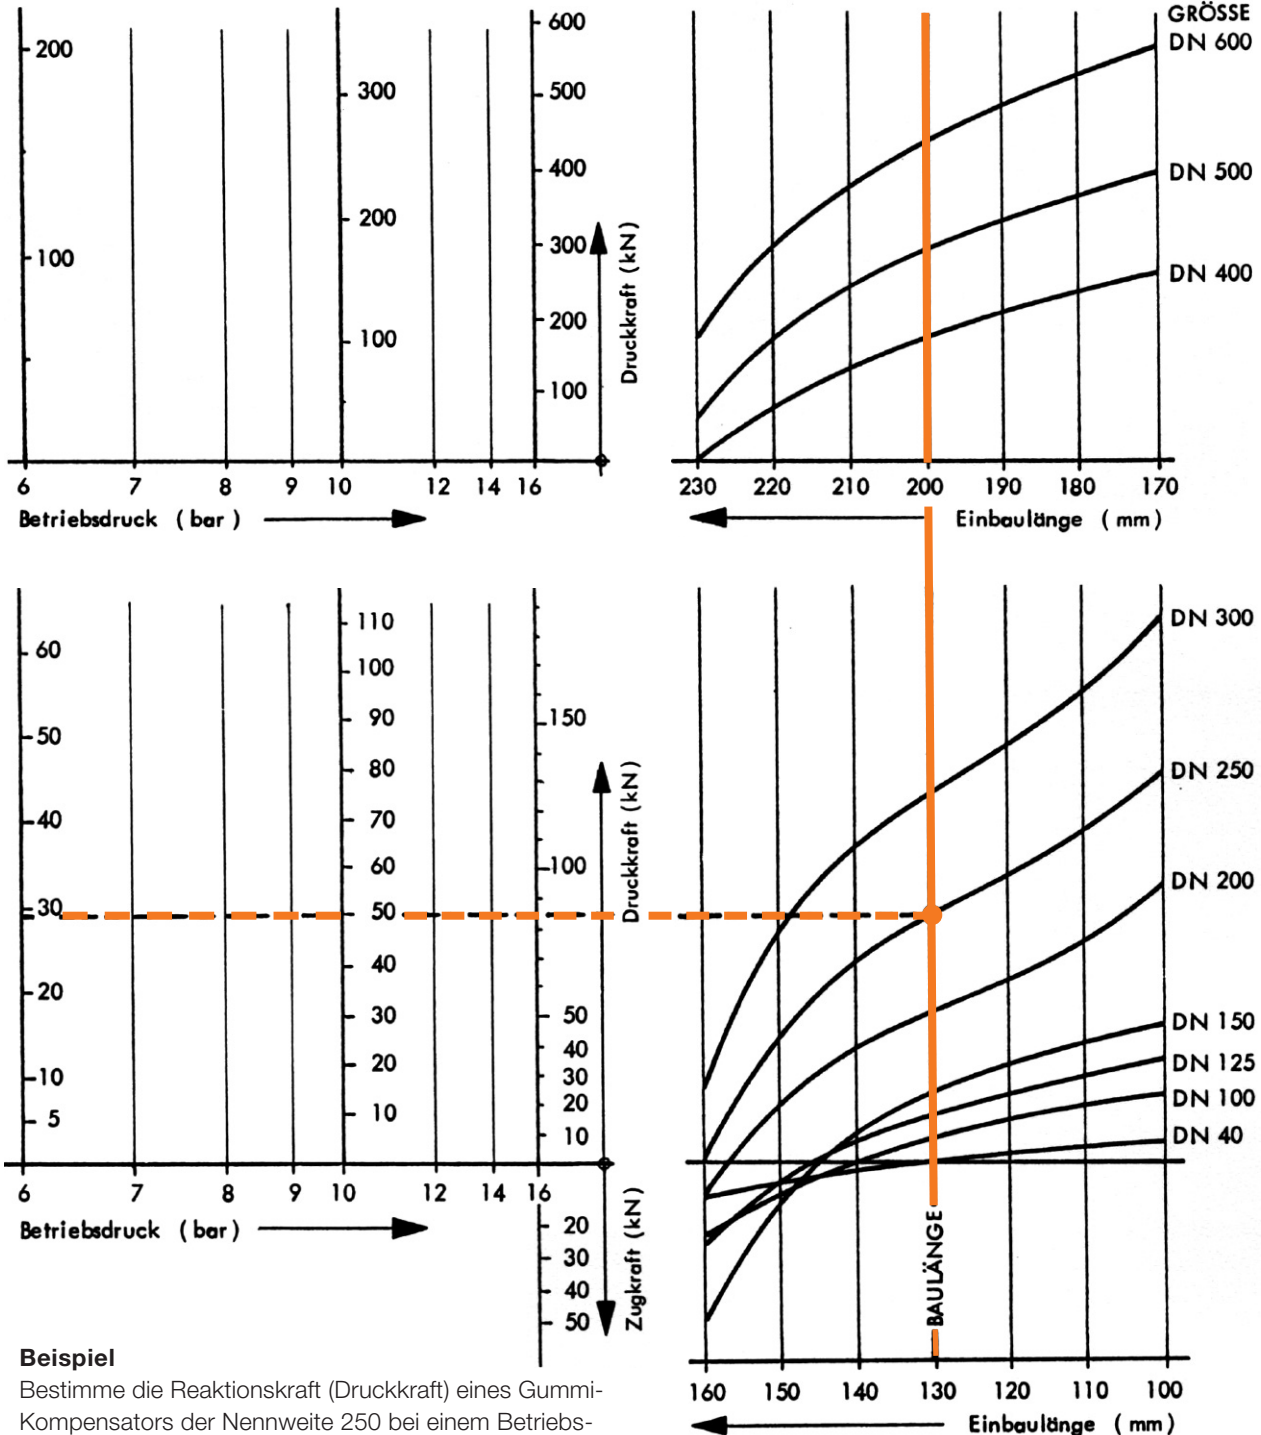 GRÖSSE
600
200
DN 600
300
500
400
DN 500
200
100
300
DN 400
Druckkraft (kN)
100
200
100
6 7 8 9 10 12 14 16
230 220 210 200 190 180 170
Betriebsdruck (bar)
Einbaulänge (mm)
110
DN 300
60
100
90
150
50
80
DN 250
70
40
60
100
DN 200
Druckkraft (kN)
30
50
40
20
30
50
DN 150
40
20
DN 125
10
30
DN 100
10
20
5
10
DN 40
6 7 8 9 10 12 14 16
Betriebsdruck (bar)
20
30
40
50
Zugkraft (kN)
BAULÄNGE
160 150 140 130 120 110 100
Einbaulänge (mm)
Beispiel
Bestimme die Reaktionskraft (Druckkraft) eines Gummi-
Kompensators der Nennweite 250 bei einem Betriebs-